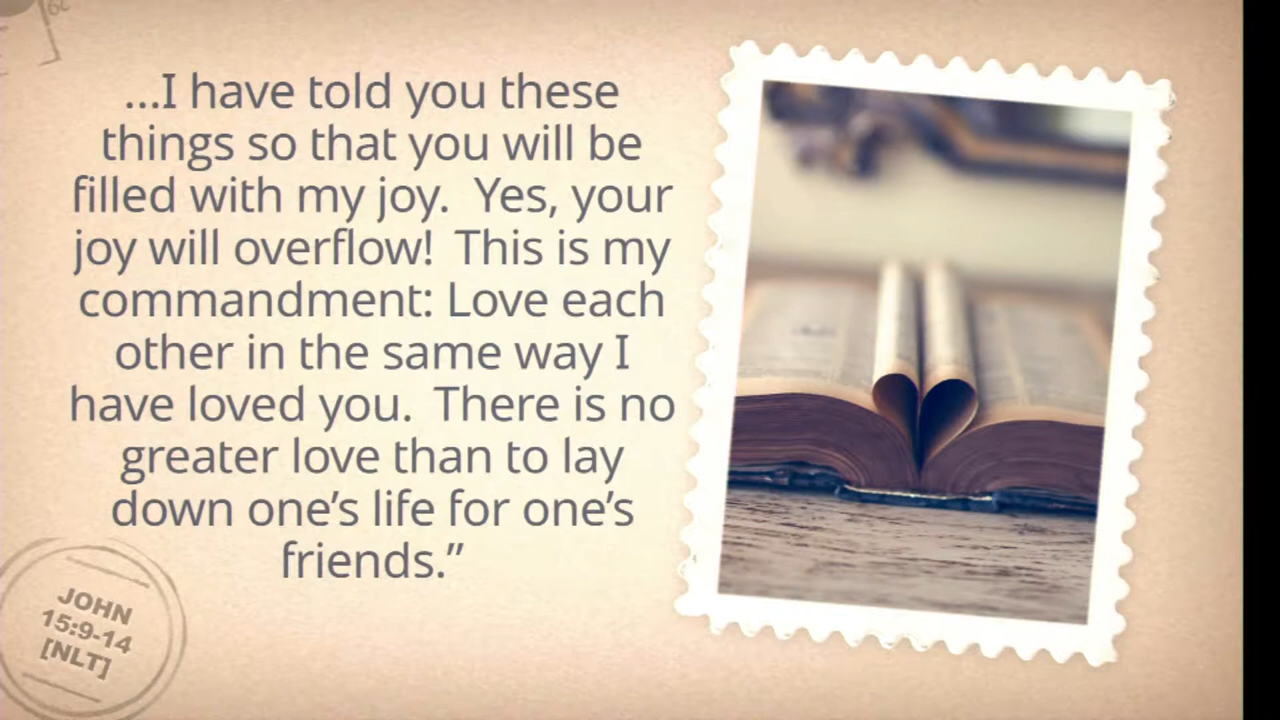 ...I have told you these
things so that you will be
filled with my joy.  Yes, your
joy will overflow!  This is my
commandment: Love each
other in the same way I
have loved you.  There is no
greater love than to lay
down one’s life for one’s
friends.”
JOHN
15:9-14
[NLT]